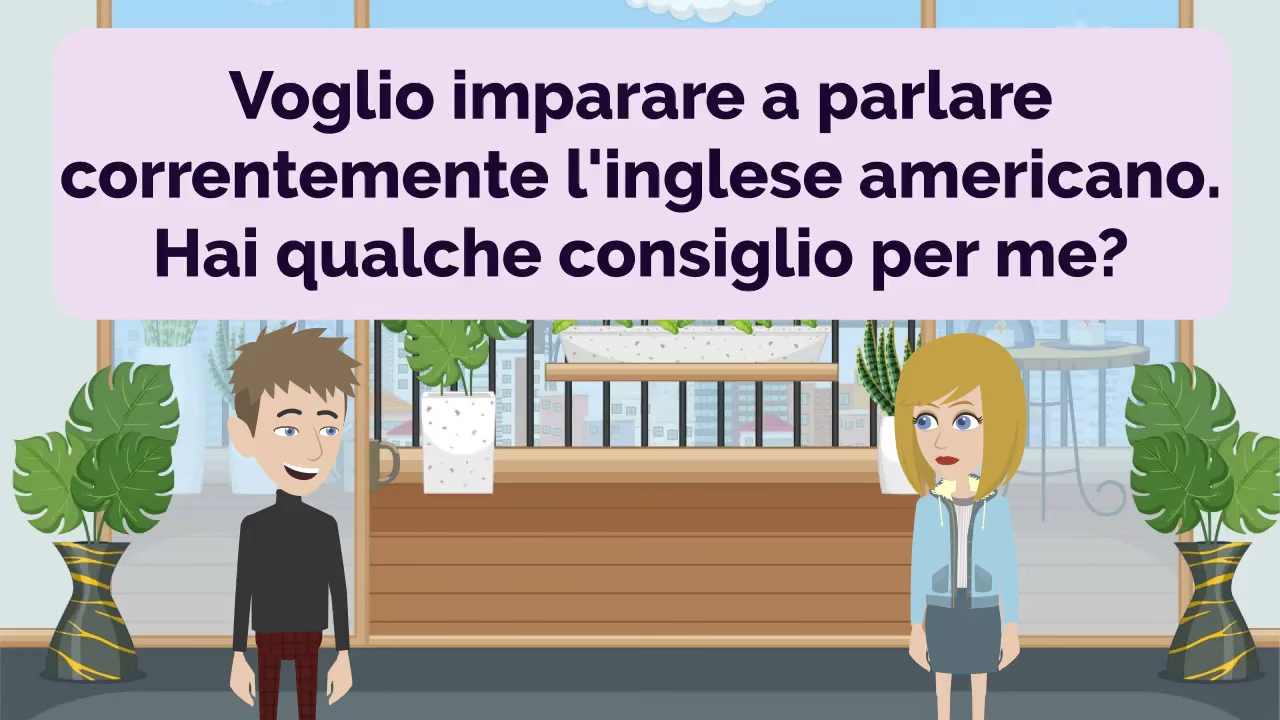 Voglio imparare a parlare
correntemente l'inglese americano.
Hai qualche consiglio per me?